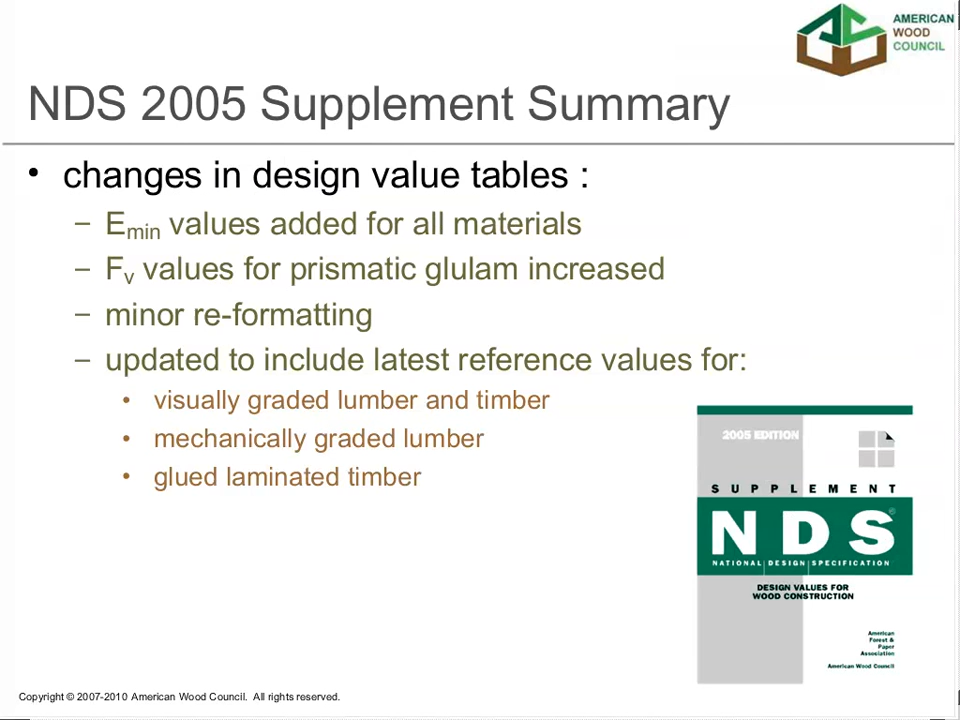 AMERICAN
WOOD
COUNCIL
NDS 2005 Supplement Summary
• changes in design value tables :
– Emin values added for all materials
– Fv values for prismatic glulam increased
– minor re-formatting
– updated to include latest reference values for:
• visually graded lumber and timber
• mechanically graded lumber
• glued laminated timber
2005 EDITION
SUPPLEMENT
NDS®
NATIONAL DESIGN SPECIFICATION
DESIGN VALUES FOR
WOOD CONSTRUCTION
American
Forest &
Paper
Association
American Wood Council
Copyright © 2007-2010 American Wood Council. All rights reserved.